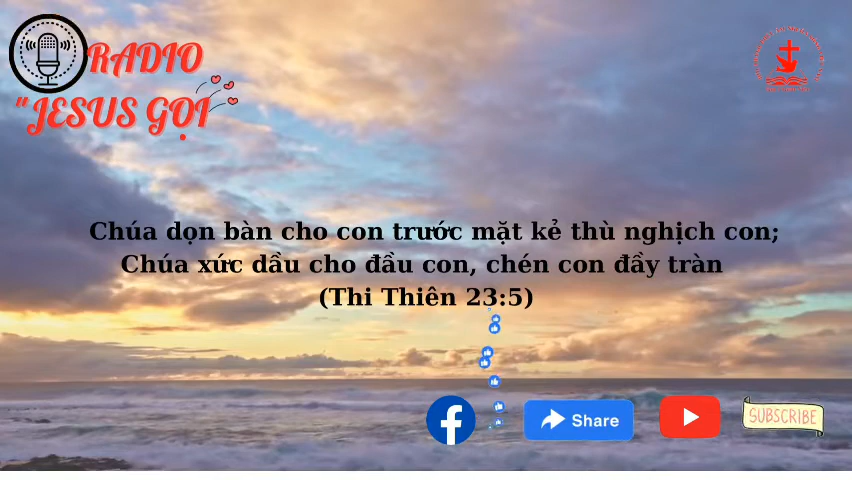 RADIO
"JESUS GỌI
Chúa dọn bàn cho con trước mặt kẻ thù nghịch con;
Chúa xức dầu cho đầu con, chén con đầy tràn
(Thi Thiên 23:5)
Share
SUBSCRIBE